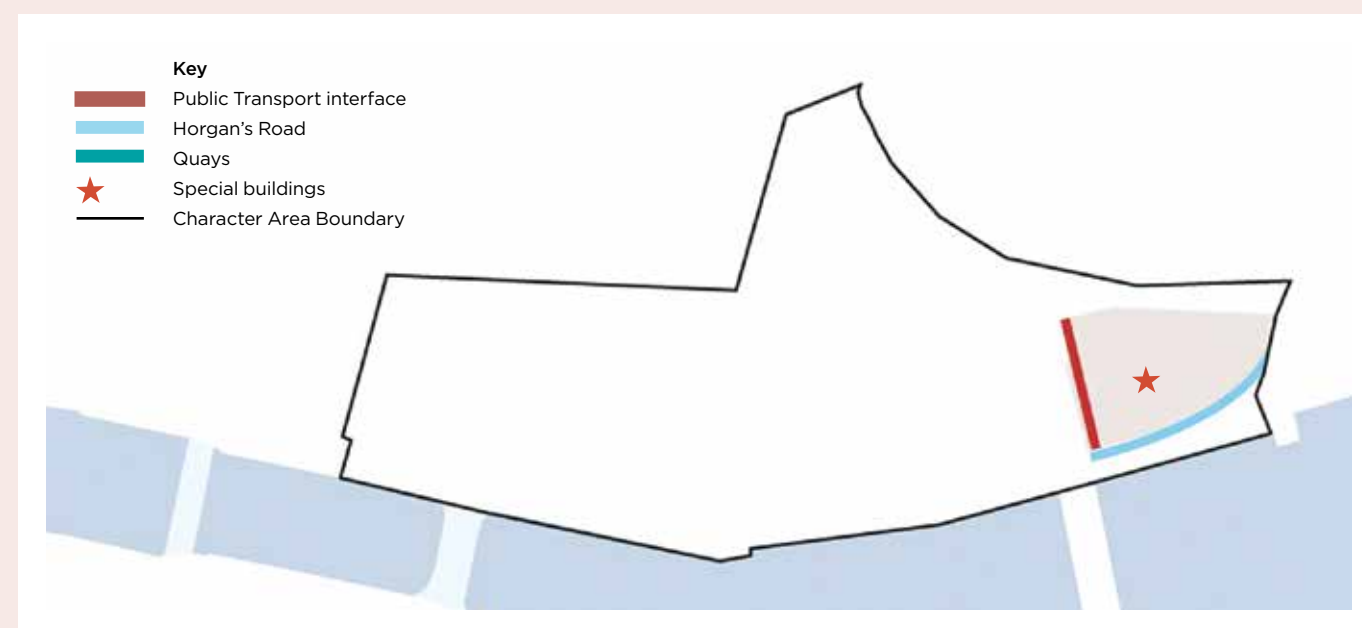 Key
Public Transport interface
Horgan’s Road
Quays
Special buildings
Character Area Boundary